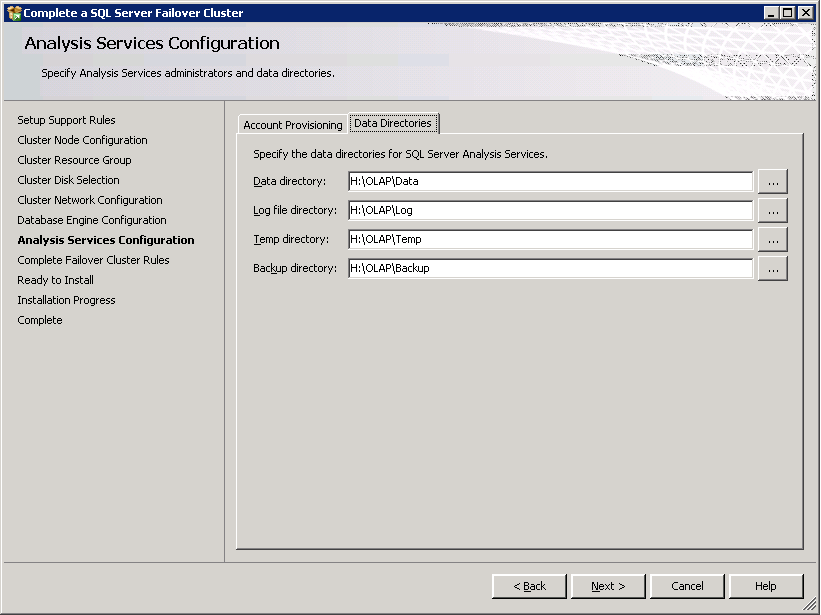 Complete a SQL Server Failover Cluster
Analysis Services Configuration
Specify Analysis Services administrators and data directories.
Setup Support Rules
Cluster Node Configuration
Cluster Resource Group
Cluster Disk Selection
Cluster Network Configuration
Database Engine Configuration
Analysis Services Configuration
Complete Failover Cluster Rules
Ready to Install
Installation Progress
Complete
Account Provisioning Data Directories
Specify the data directories for SQL Server Analysis Services.
Data directory: H:\OLAP\Data ...
Log file directory: H:\OLAP\Log ...
Temp directory: H:\OLAP\Temp ...
Backup directory: H:\OLAP\Backup ...
< Back Next > Cancel Help